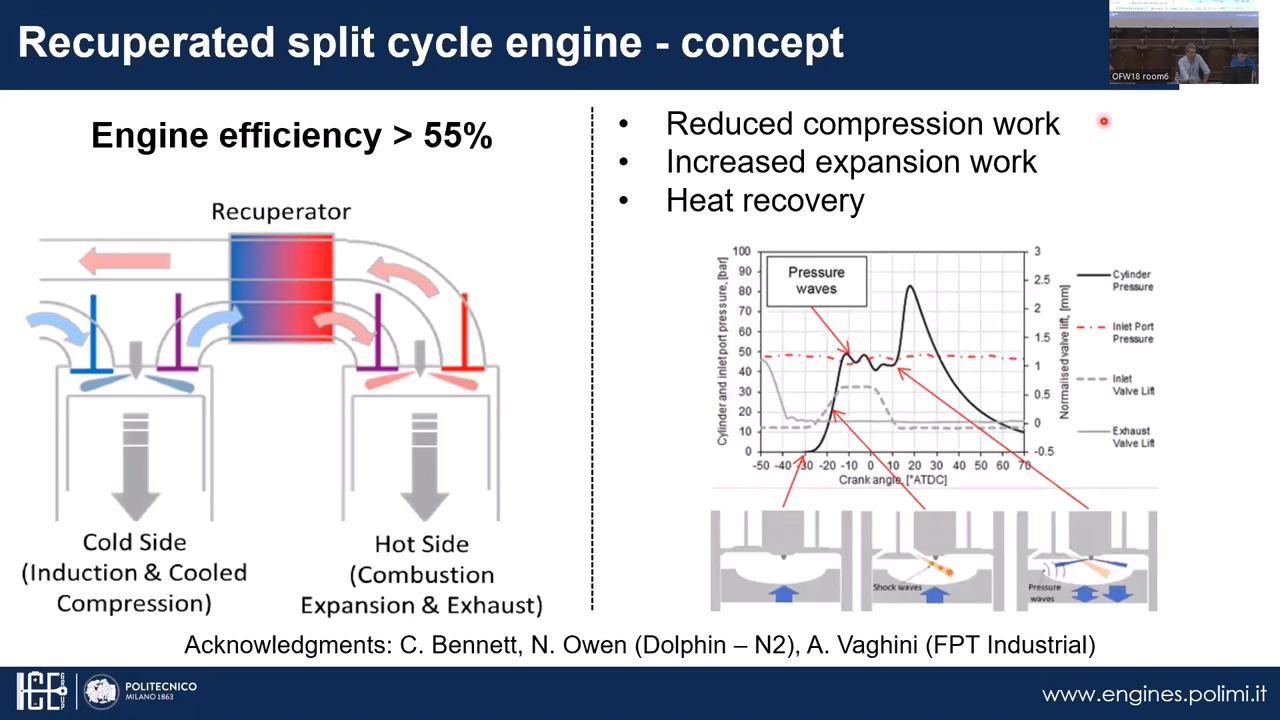 Recuperated split cycle engine - concept
OFW18 room6
Engine efficiency > 55%
• Reduced compression work
• Increased expansion work
• Heat recovery
Recuperator
Cold Side
(Induction & Cooled
Compression)
Hot Side
(Combustion
Expansion & Exhaust)
Cylinder and inlet port pressure, [bar]
100
90
80
70
60
50
40
30
20
10
0
Pressure
waves
3
2.5
2
1.5
1
0.5
0
-0.5
Normalised valve lift, [mm]
-50 -40 -30 -20 -10 0 10 20 30 40 50 60 70
Crank angle, [°ATDC]
Cylinder
Pressure
Inlet Port
Pressure
Inlet
Valve Lift
Exhaust
Valve Lift
Shock waves
Pressure
waves
Acknowledgments: C. Bennett, N. Owen (Dolphin – N2), A. Vaghini (FPT Industrial)
ICE
GROUP
POLITECNICO
MILANO 1863
www.engines.polimi.it